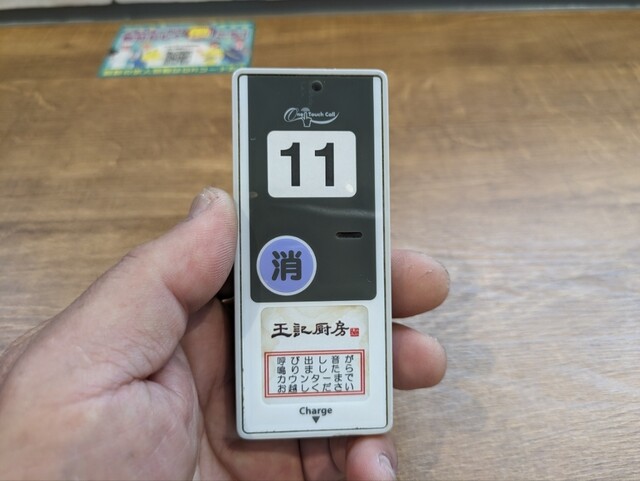 One Touch Call
11
消
王記厨房
呼び出し音が
鳴りましたら
カウンターまで
お越しください
Charge